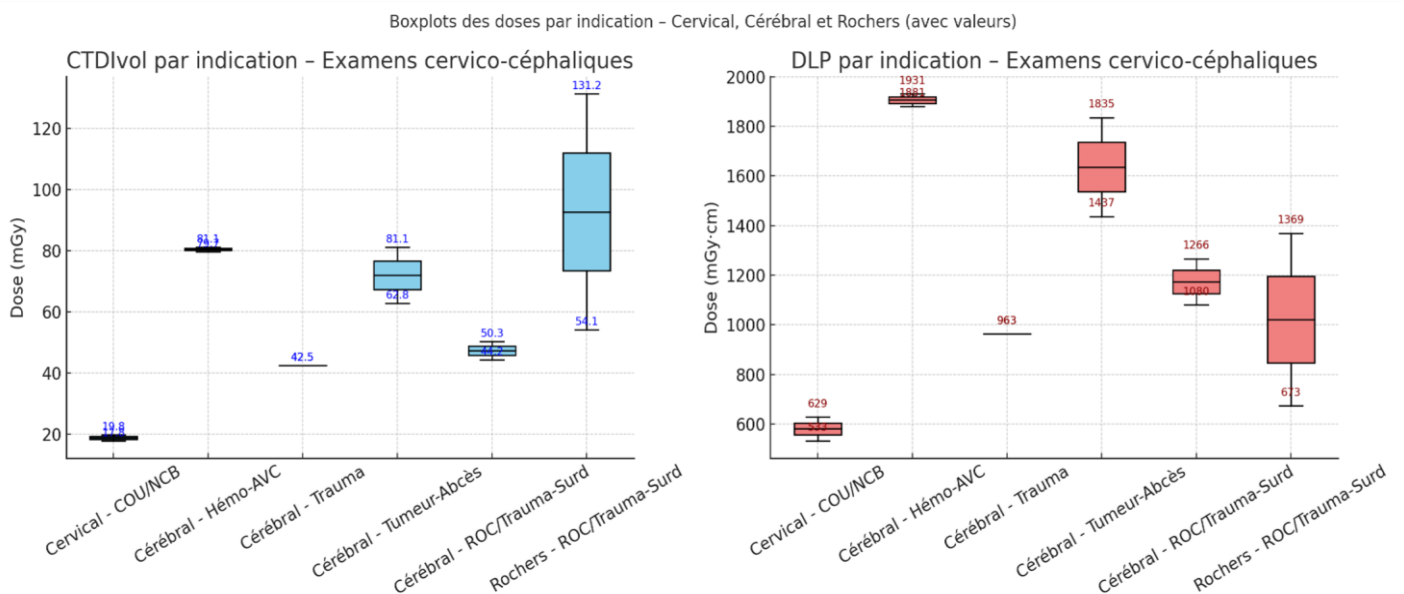 Boxplots des doses par indication – Cervical, Cérébral et Rochers (avec valeurs)
CTDIvol par indication – Examens cervico-céphaliques
Dose (mGy)
120
100
80
60
40
20
19.8
81.1
42.5
81.1
62.8
50.3
131.2
54.1
Cervical - COU/NCB
Cérébral - Hémo-AVC
Cérébral - Trauma
Cérébral - Tumeur-Abcès
Cérébral - ROC/Trauma-Surd
Rochers - ROC/Trauma-Surd
DLP par indication – Examens cervico-céphaliques
Dose (mGy·cm)
2000
1800
1600
1400
1200
1000
800
600
629
533
1931
1881
963
1835
1437
1266
1080
1369
673
Cervical - COU/NCB
Cérébral - Hémo-AVC
Cérébral - Trauma
Cérébral - Tumeur-Abcès
Cérébral - ROC/Trauma-Surd
Rochers - ROC/Trauma-Surd